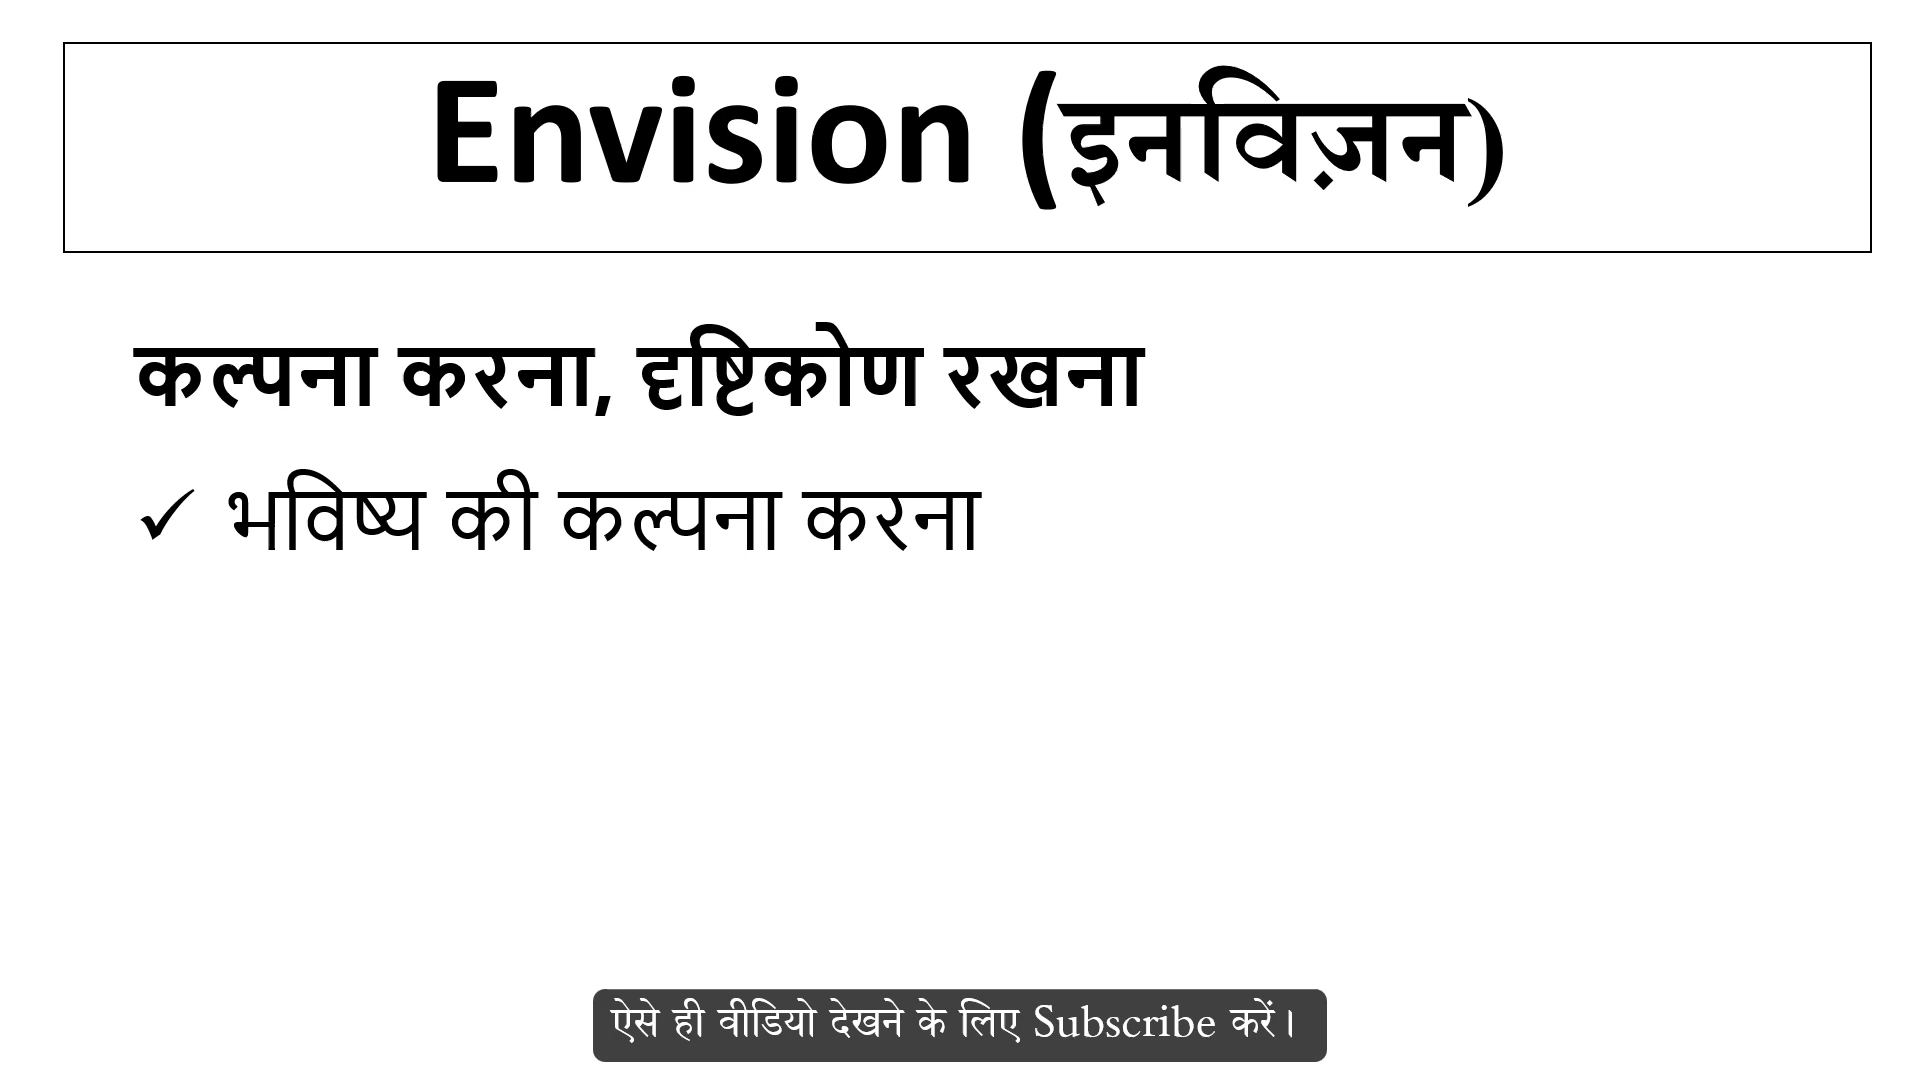 Envision (इनविज़न)
कल्पना करना, दृष्टिकोण रखना
✓ भविष्य की कल्पना करना
ऐसे ही वीडियो देखने के लिए Subscribe करें।